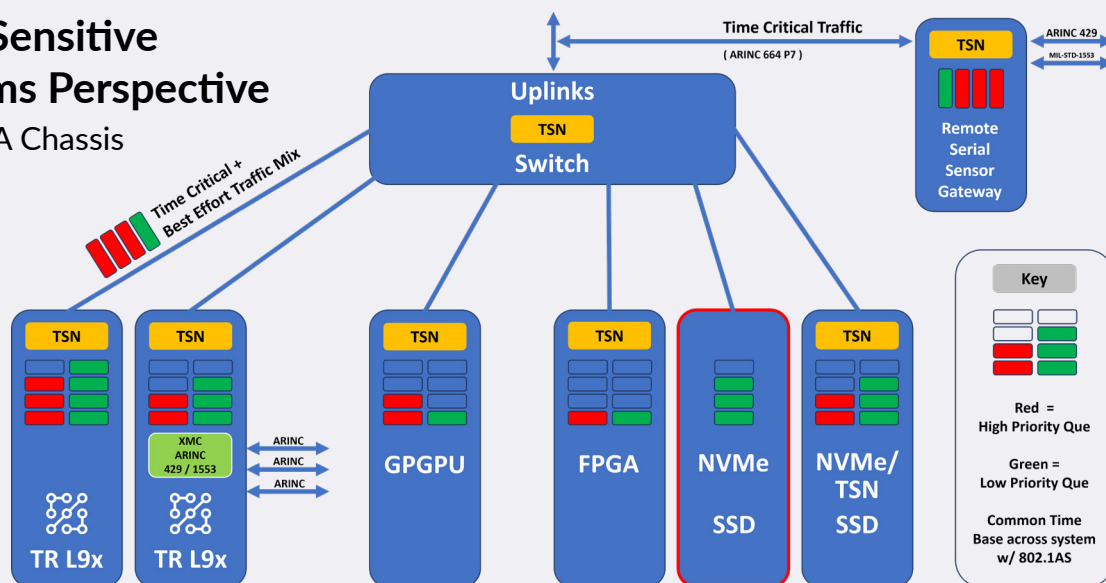 Sensitive
ms Perspective
A Chassis
Time Critical Traffic
( ARINC 664 P7 )
TSN
ARINC 429
MIL-STD-1553
Remote
Serial
Sensor
Gateway
Uplinks
TSN
Switch
Time Critical +
Best Effort Traffic Mix
TSN
TR L9x
TSN
XMC
ARINC
429 / 1553
ARINC
ARINC
ARINC
TR L9x
TSN
GPGPU
TSN
FPGA
NVMe
SSD
TSN
NVMe/
TSN
SSD
Key
Red =
High Priority Que
Green =
Low Priority Que
Common Time
Base across system
w/ 802.1AS